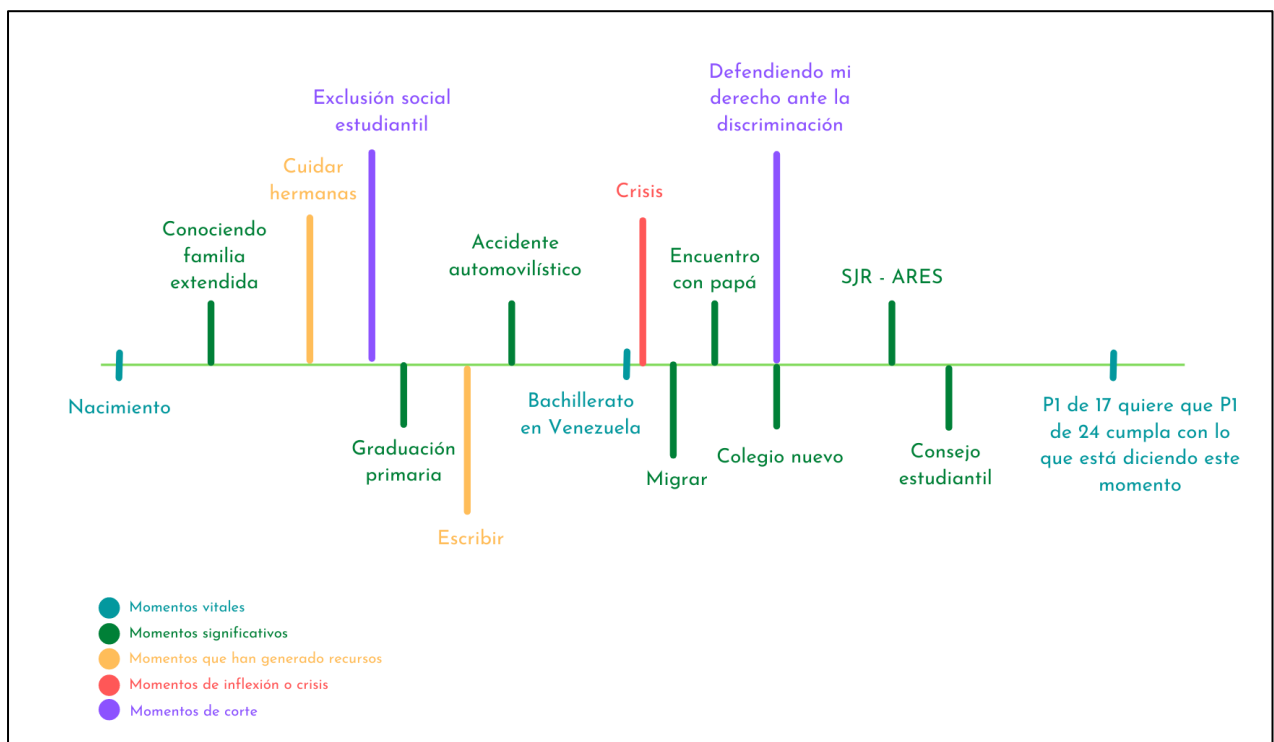 Defendiendo mi
derecho ante la
discriminación
Exclusión social
estudiantil
Cuidar
hermanas
Crisis
Conociendo
familia
extendida
Accidente
automovilístico
Encuentro
con papá
SJR - ARES
Nacimiento
Bachillerato
en Venezuela
P1 de 17 quiere que P1
de 24 cumpla con lo
que está diciendo este
momento
Graduación
primaria
Migrar
Colegio nuevo
Consejo
estudiantil
Escribir
Momentos vitales
Momentos significativos
Momentos que han generado recursos
Momentos de inflexión o crisis
Momentos de corte